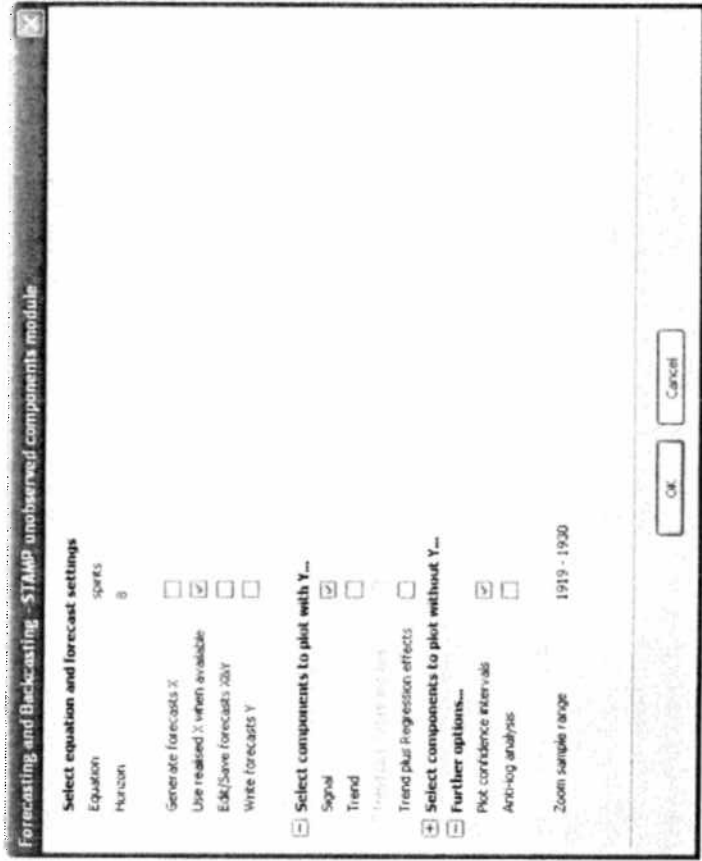 Forecasting and Backcasting - STAMP unobserved components module
Select equation and forecast settings
Equation spirits
Horizon 8
Generate forecasts X
Use realised X when available
Edit/Save forecasts X&Y
Write forecasts Y
Select components to plot with Y...
Signal
Trend
Trend plus Regression effects
Select components to plot without Y...
Further options...
Plot confidence intervals
Anti-log analysis
Zoom sample range 1919 - 1930
OK Cancel